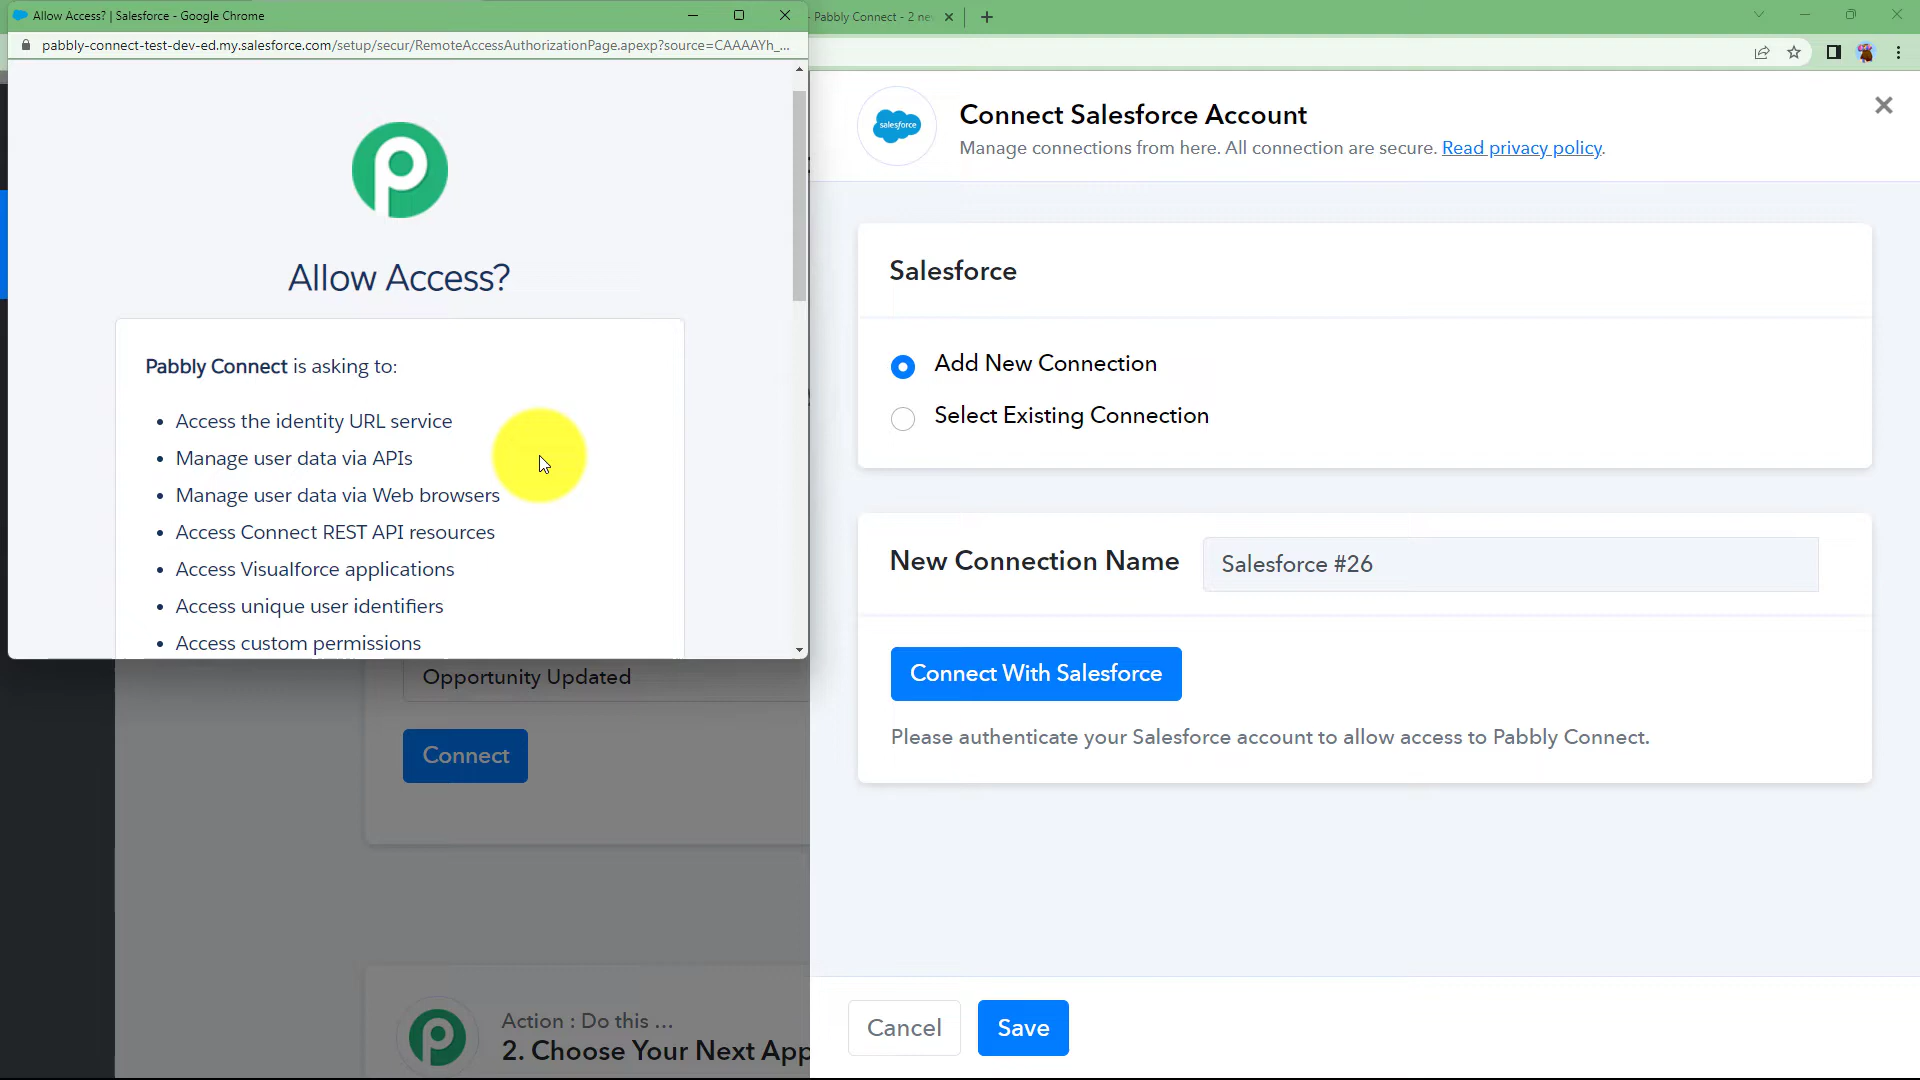 Allow Access? | Salesforce - Google Chrome
pabbly-connect-test-dev-ed.my.salesforce.com/setup/secur/RemoteAccessAuthorizationPage.apexp?source=CAAAAYh_...
Allow Access?
Pabbly Connect is asking to:
• Access the identity URL service
• Manage user data via APIs
• Manage user data via Web browsers
• Access Connect REST API resources
• Access Visualforce applications
• Access unique user identifiers
• Access custom permissions
Opportunity Updated
Connect
Action : Do this ...
2. Choose Your Next App
Pabbly Connect - 2 ne
salesforce
Connect Salesforce Account
Manage connections from here. All connection are secure. Read privacy policy.
Salesforce
Add New Connection
Select Existing Connection
New Connection Name
Salesforce #26
Connect With Salesforce
Please authenticate your Salesforce account to allow access to Pabbly Connect.
Cancel
Save